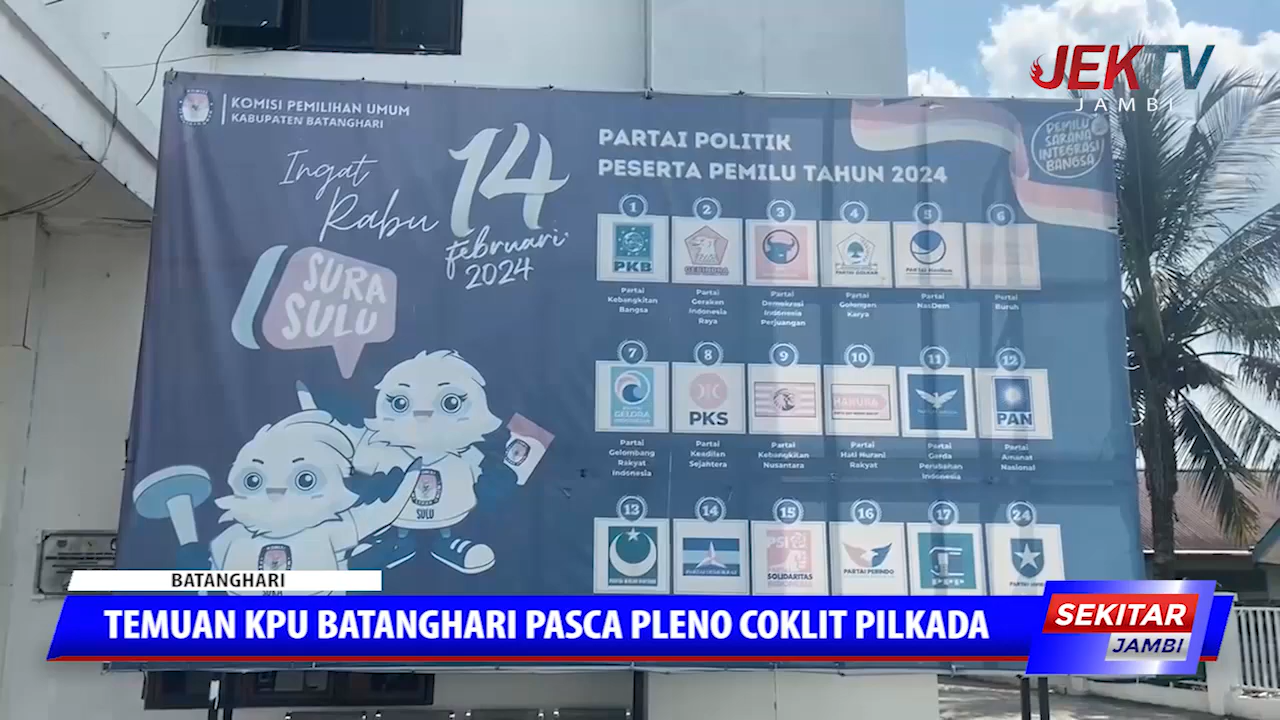 JEKTV
JAMBI
KOMISI PEMILIHAN UMUM
KABUPATEN BATANGHARI
Ingat
Rabu
14
februari
2024
SURA
SULU
PARTAI POLITIK
PESERTA PEMILU TAHUN 2024
PEMILU
SARANA
INTEGRASI
BANGSA
1 2 3 4 5 6
PKB
GERINDRA
PARTAI GOLKAR
Partai
Kebangkitan
Bangsa
Partai
Gerakan
Indonesia
Raya
Partai
Demokrasi
Indonesia
Perjuangan
Partai
Golongan
Karya
Partai
NasDem
Partai
Buruh
7 8 9 10 11 12
GELORA
PKS
HANURA
PAN
Partai
Gelombang
Rakyat
Indonesia
Partai
Keadilan
Sejahtera
Partai
Kebangkitan
Nusantara
Partai
Hati Nurani
Rakyat
Partai
Garda
Perubahan
Indonesia
Partai
Amanat
Nasional
13 14 15 16 17 24
PSI
SOLIDARITAS
INDONESIA
PARTAI PERINDO
SULU
BATANGHARI
TEMUAN KPU BATANGHARI PASCA PLENO COKLIT PILKADA
SEKITAR
JAMBI